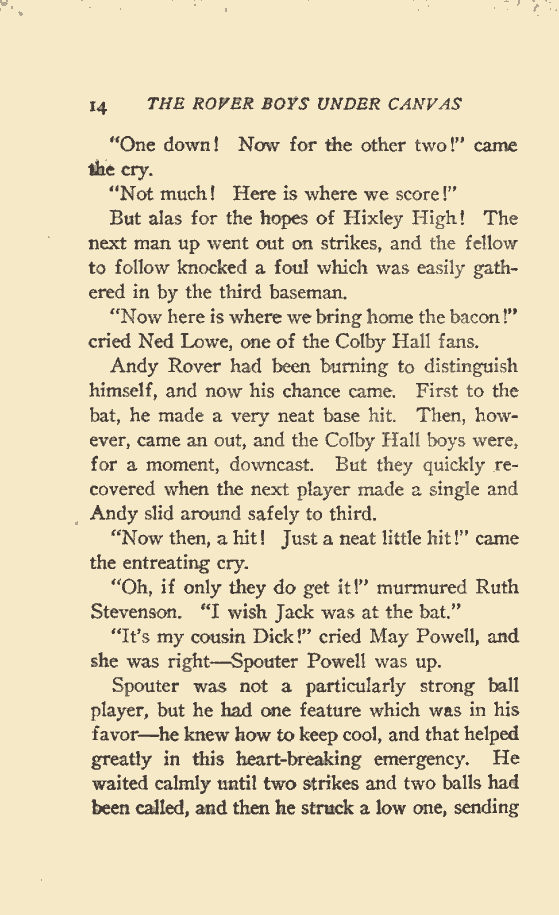 14 THE ROVER BOYS UNDER CANVAS
"One down! Now for the other two!" came
the cry.
"Not much! Here is where we score!"
But alas for the hopes of Hixley High! The
next man up went out on strikes, and the fellow
to follow knocked a foul which was easily gath-
ered in by the third baseman.
"Now here is where we bring home the bacon!"
cried Ned Lowe, one of the Colby Hall fans.
Andy Rover had been burning to distinguish
himself, and now his chance came. First to the
bat, he made a very neat base hit. Then, how-
ever, came an out, and the Colby Hall boys were,
for a moment, downcast. But they quickly re-
covered when the next player made a single and
Andy slid around safely to third.
"Now then, a hit! Just a neat little hit!" came
the entreating cry.
"Oh, if only they do get it!" murmured Ruth
Stevenson. "I wish Jack was at the bat."
"It's my cousin Dick!" cried May Powell, and
she was right—Spouter Powell was up.
Spouter was not a particularly strong ball
player, but he had one feature which was in his
favor—he knew how to keep cool, and that helped
greatly in this heart-breaking emergency. He
waited calmly until two strikes and two balls had
been called, and then he struck a low one, sending